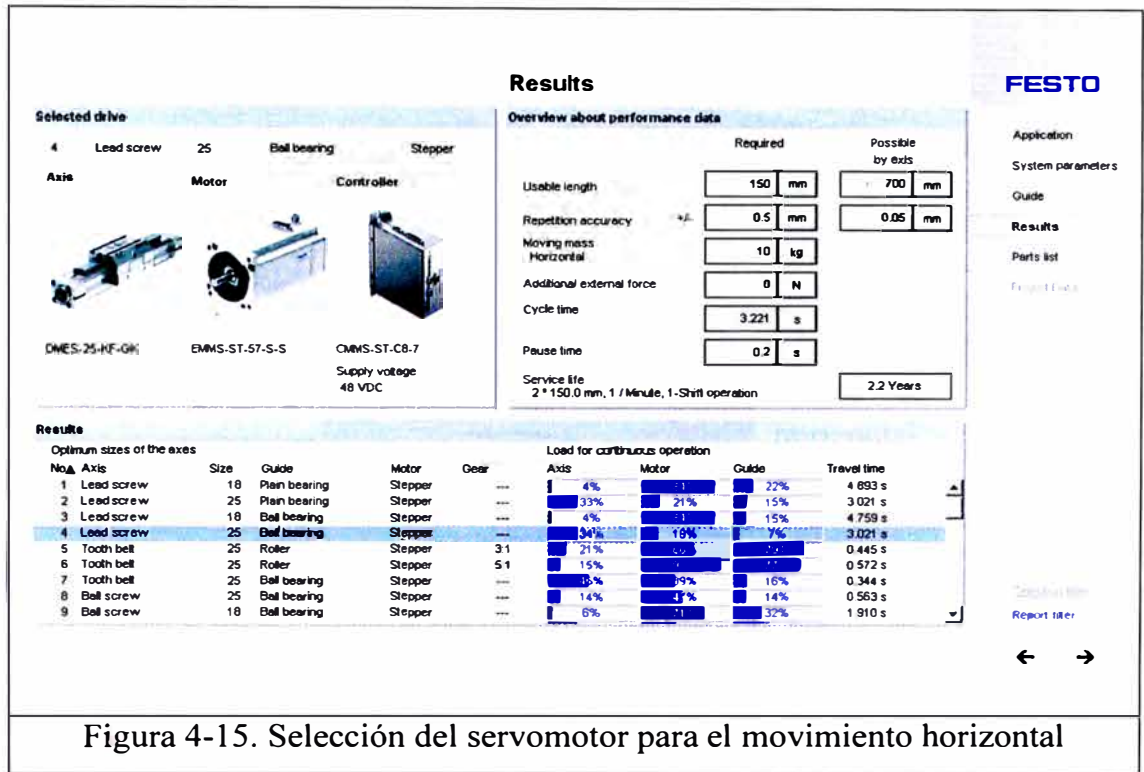 Results
FESTO
Selected drive
4 Lead screw 25 Ball bearing Stepper
Axis Motor Controller
DMES-25-KF-GK EMMS-ST-57-S-S CMMS-ST-C8-7
Supply voltage
48 VDC
Overview about performance data
Required Possible
by axis
Usable length 150 mm 700 mm
Repetition accuracy +/- 0.5 mm 0.05 mm
Moving mass
Horizontal 10 kg
Additional external force 0 N
Cycle time 3.221 s
Pause time 0.2 s
Service life
2 * 150.0 mm, 1 / Minute, 1-Shift operation 2.2 Years
Application
System parameters
Guide
Results
Parts list
Project Data
Results
Optimum sizes of the axes Load for continuous operation
No▲ Axis Size Guide Motor Gear Axis Motor Guide Travel time
1 Lead screw 18 Plain bearing Stepper --- 4% 22% 4.893 s
2 Lead screw 25 Plain bearing Stepper --- 33% 21% 15% 3.021 s
3 Lead screw 18 Ball bearing Stepper --- 4% 15% 4.759 s
4 Lead screw 25 Ball bearing Stepper --- 34% 18% 7% 3.021 s
5 Tooth belt 25 Roller Stepper 3:1 21% 0.445 s
6 Tooth belt 25 Roller Stepper 5:1 15% 0.572 s
7 Tooth belt 25 Ball bearing Stepper --- 16% 0.344 s
8 Ball screw 25 Ball bearing Stepper --- 14% 14% 0.563 s
9 Ball screw 18 Ball bearing Stepper --- 6% 32% 1.910 s
Report filter
Figura 4-15. Selección del servomotor para el movimiento horizontal